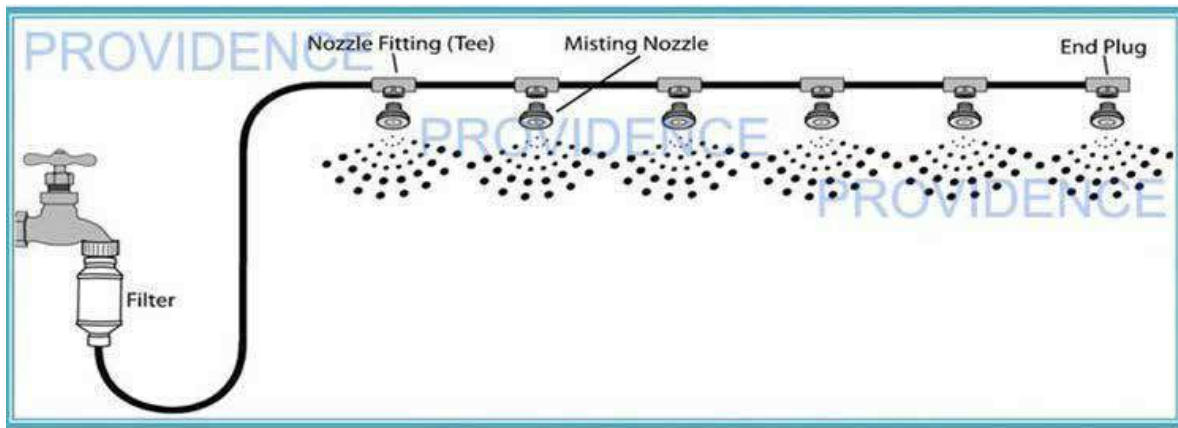 PROVIDENCE
Nozzle Fitting (Tee)
Misting Nozzle
End Plug
PROVIDENCE
PROVIDENCE
Filter